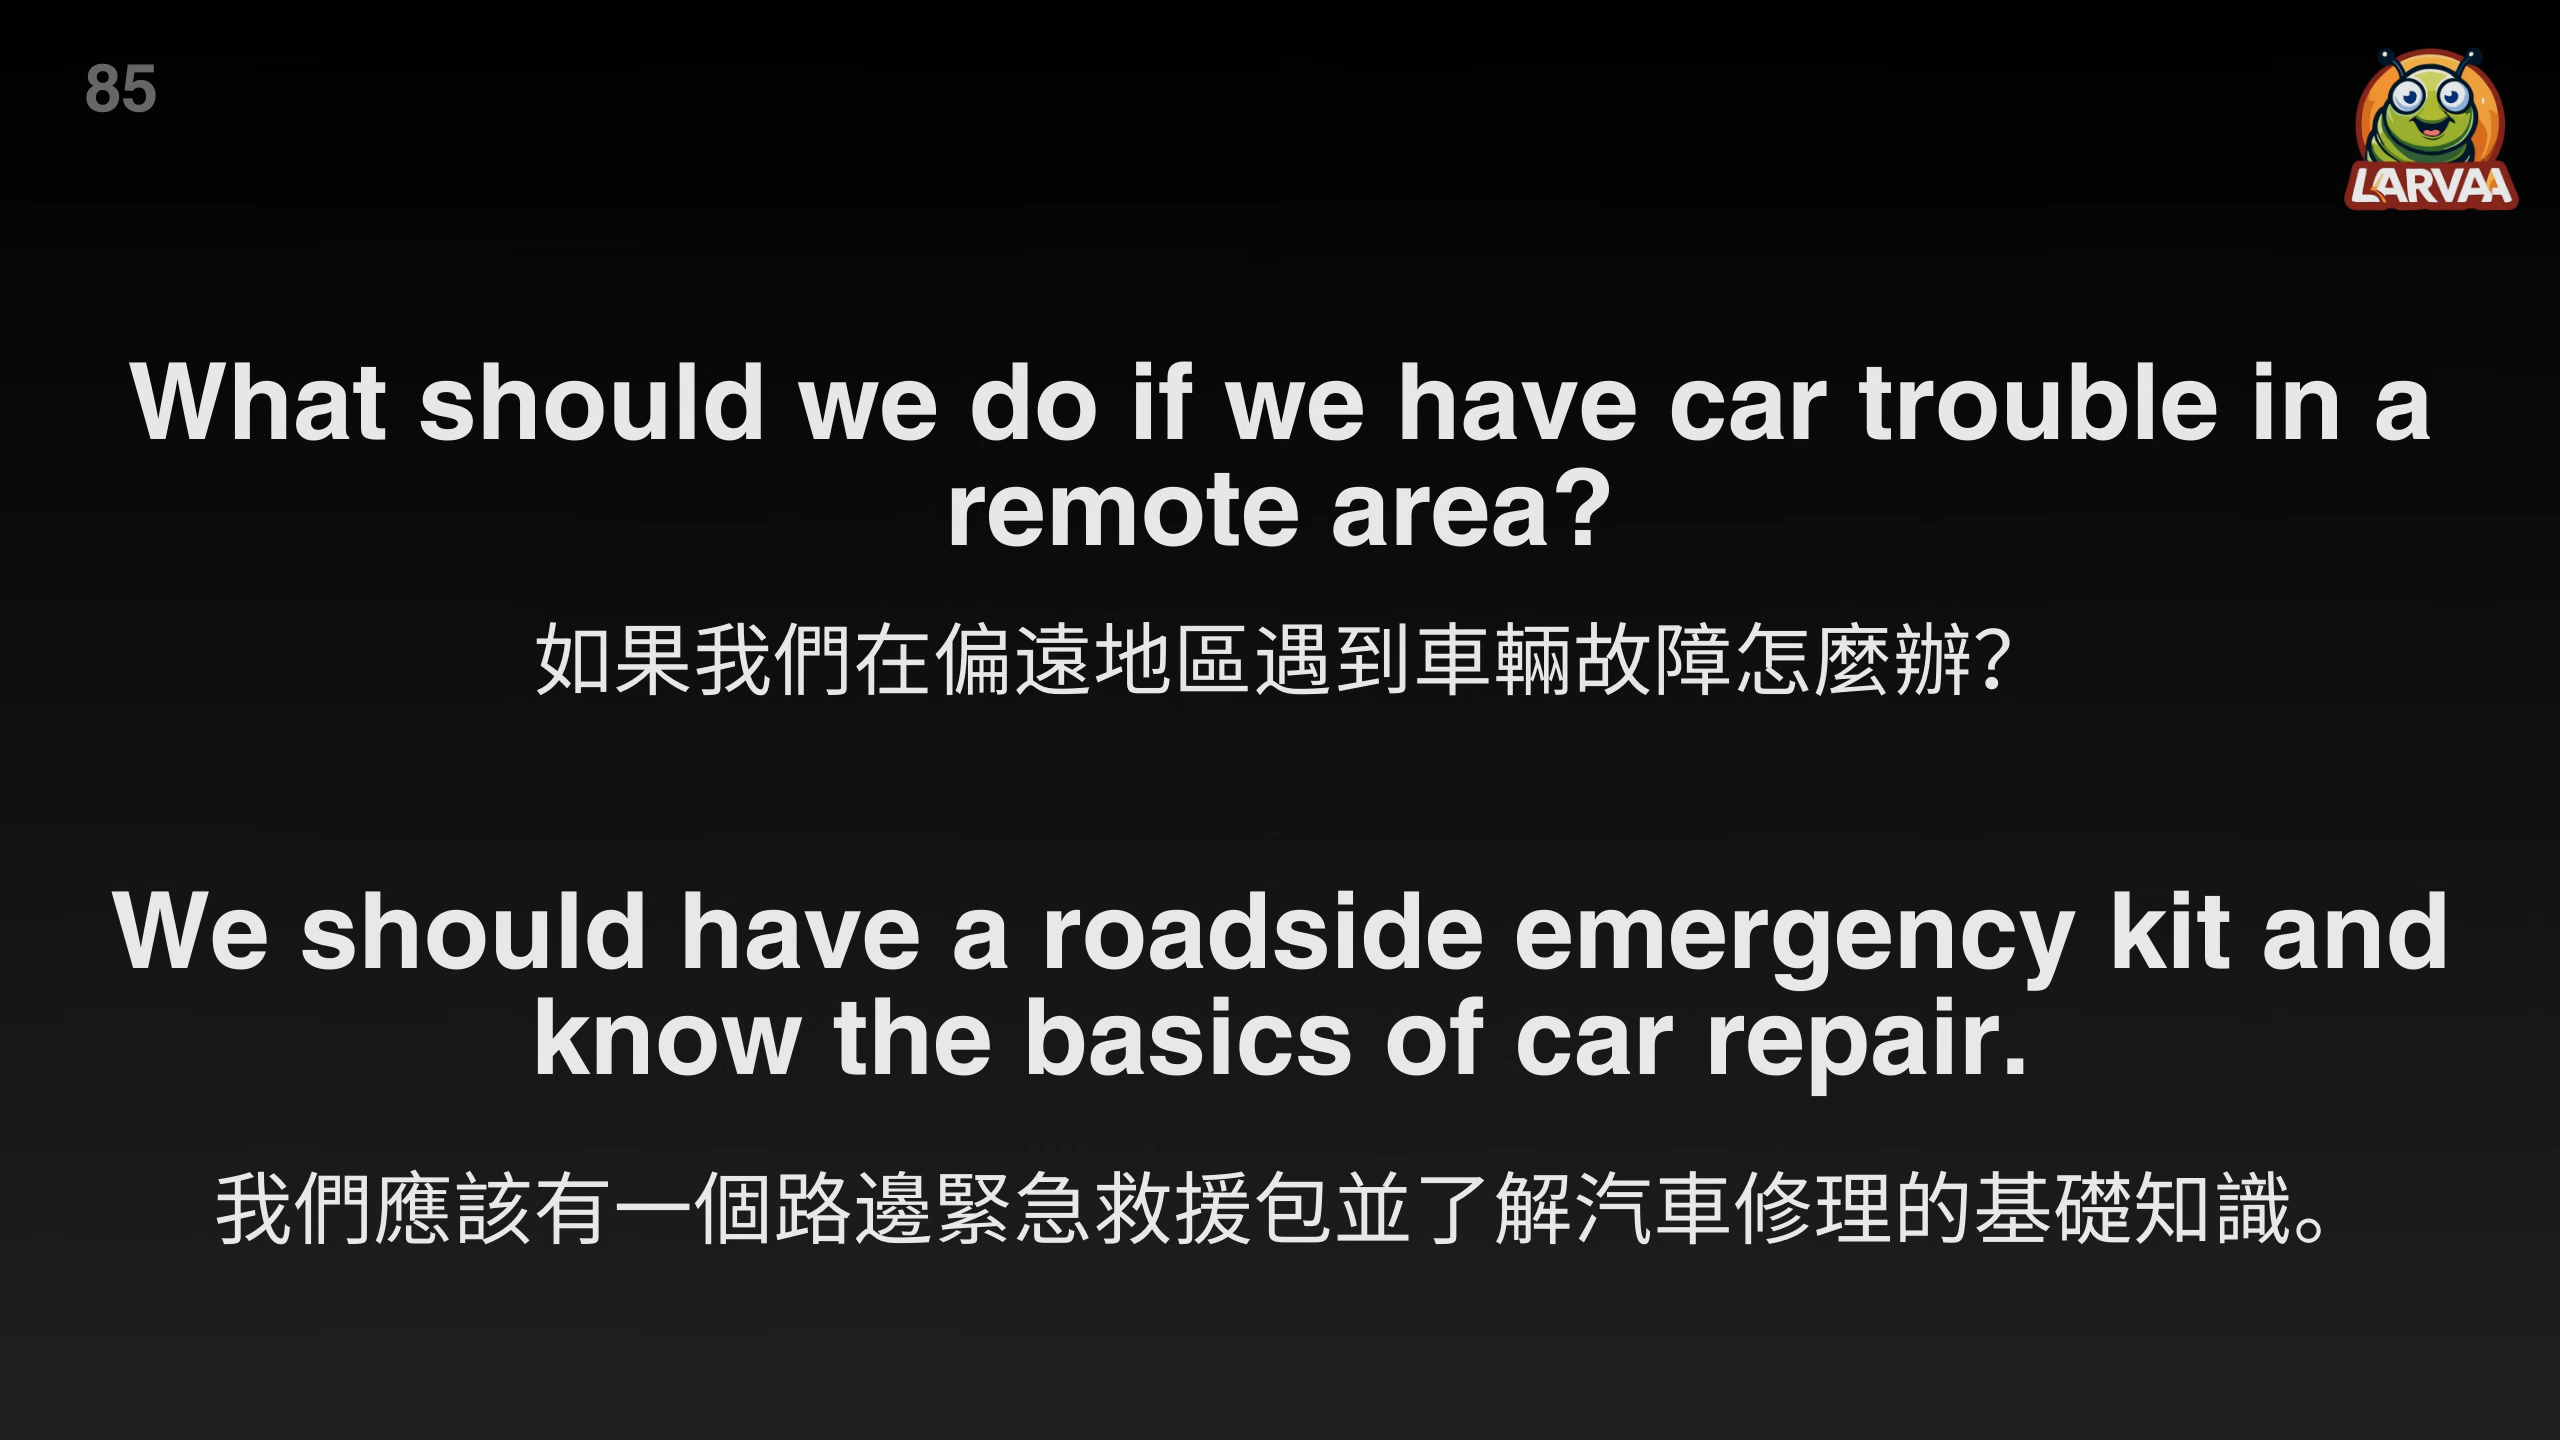 85
LARVAA
What should we do if we have car trouble in a
remote area?
如果我們在偏遠地區遇到車輛故障怎麼辦？
We should have a roadside emergency kit and
know the basics of car repair.
我們應該有一個路邊緊急救援包並了解汽車修理的基礎知識。